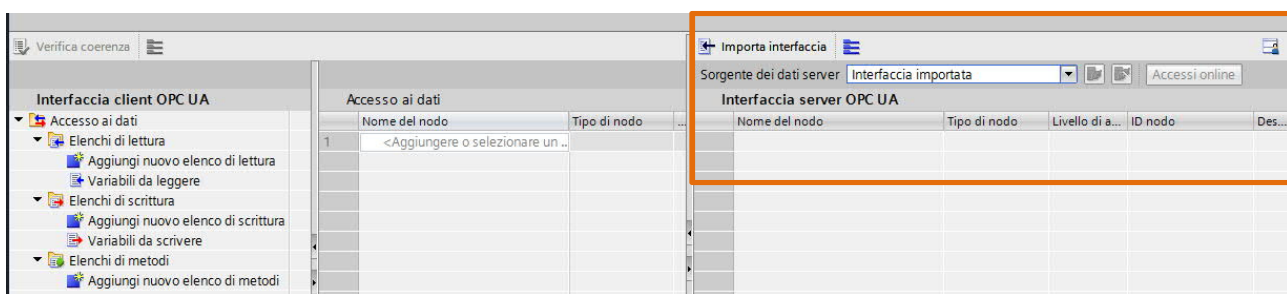 Verifica coerenza
Importa interfaccia
Sorgente dei dati server Interfaccia importata Accessi online
Interfaccia client OPC UA Accesso ai dati Interfaccia server OPC UA
Accesso ai dati Nome del nodo Tipo di nodo ... Nome del nodo Tipo di nodo Livello di a... ID nodo Des...
Elenchi di lettura 1 <Aggiungere o selezionare un ..
Aggiungi nuovo elenco di lettura
Variabili da leggere
Elenchi di scrittura
Aggiungi nuovo elenco di scrittura
Variabili da scrivere
Elenchi di metodi
Aggiungi nuovo elenco di metodi